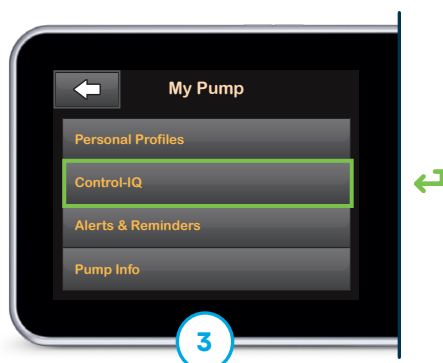 My Pump
Personal Profiles
Control-IQ
Alerts & Reminders
Pump Info
3